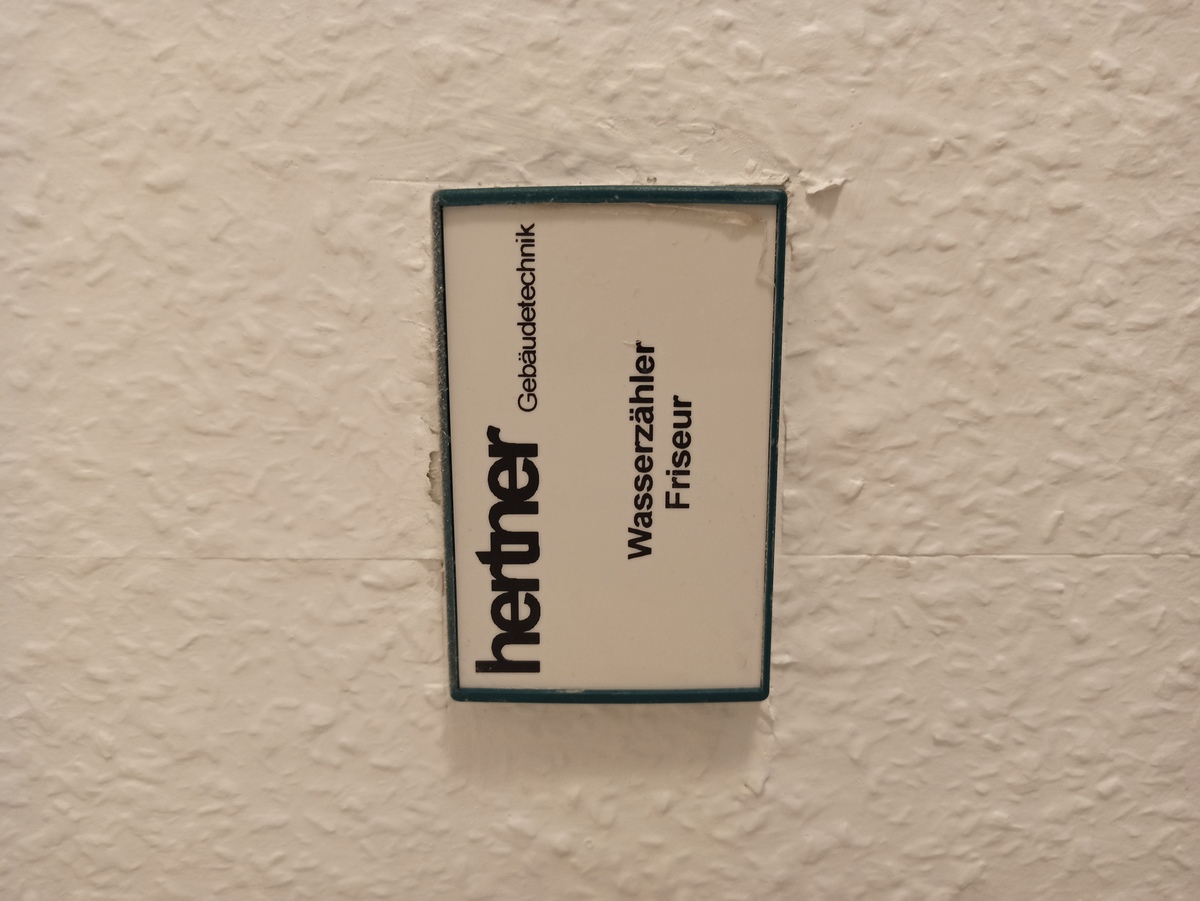 hertner Gebäudetechnik
Wasserzähler
Friseur